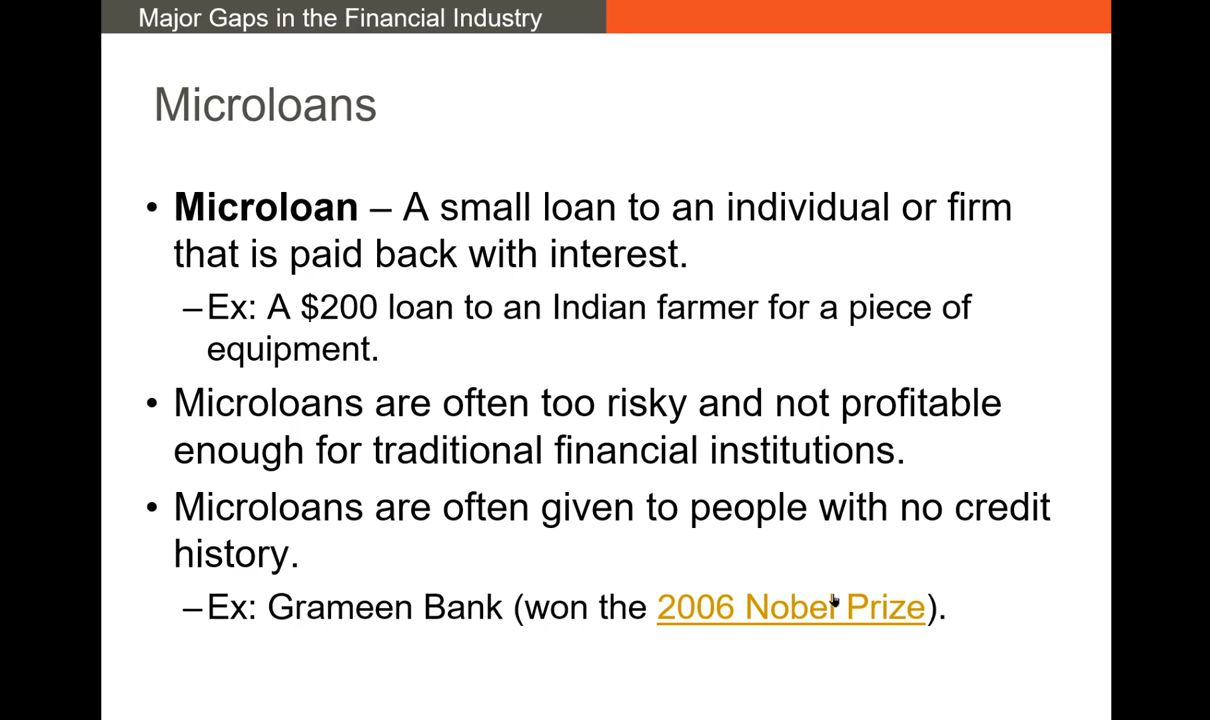 Major Gaps in the Financial Industry
Microloans
• Microloan – A small loan to an individual or firm
that is paid back with interest.
–Ex: A $200 loan to an Indian farmer for a piece of
equipment.
• Microloans are often too risky and not profitable
enough for traditional financial institutions.
• Microloans are often given to people with no credit
history.
–Ex: Grameen Bank (won the 2006 Nobel Prize).